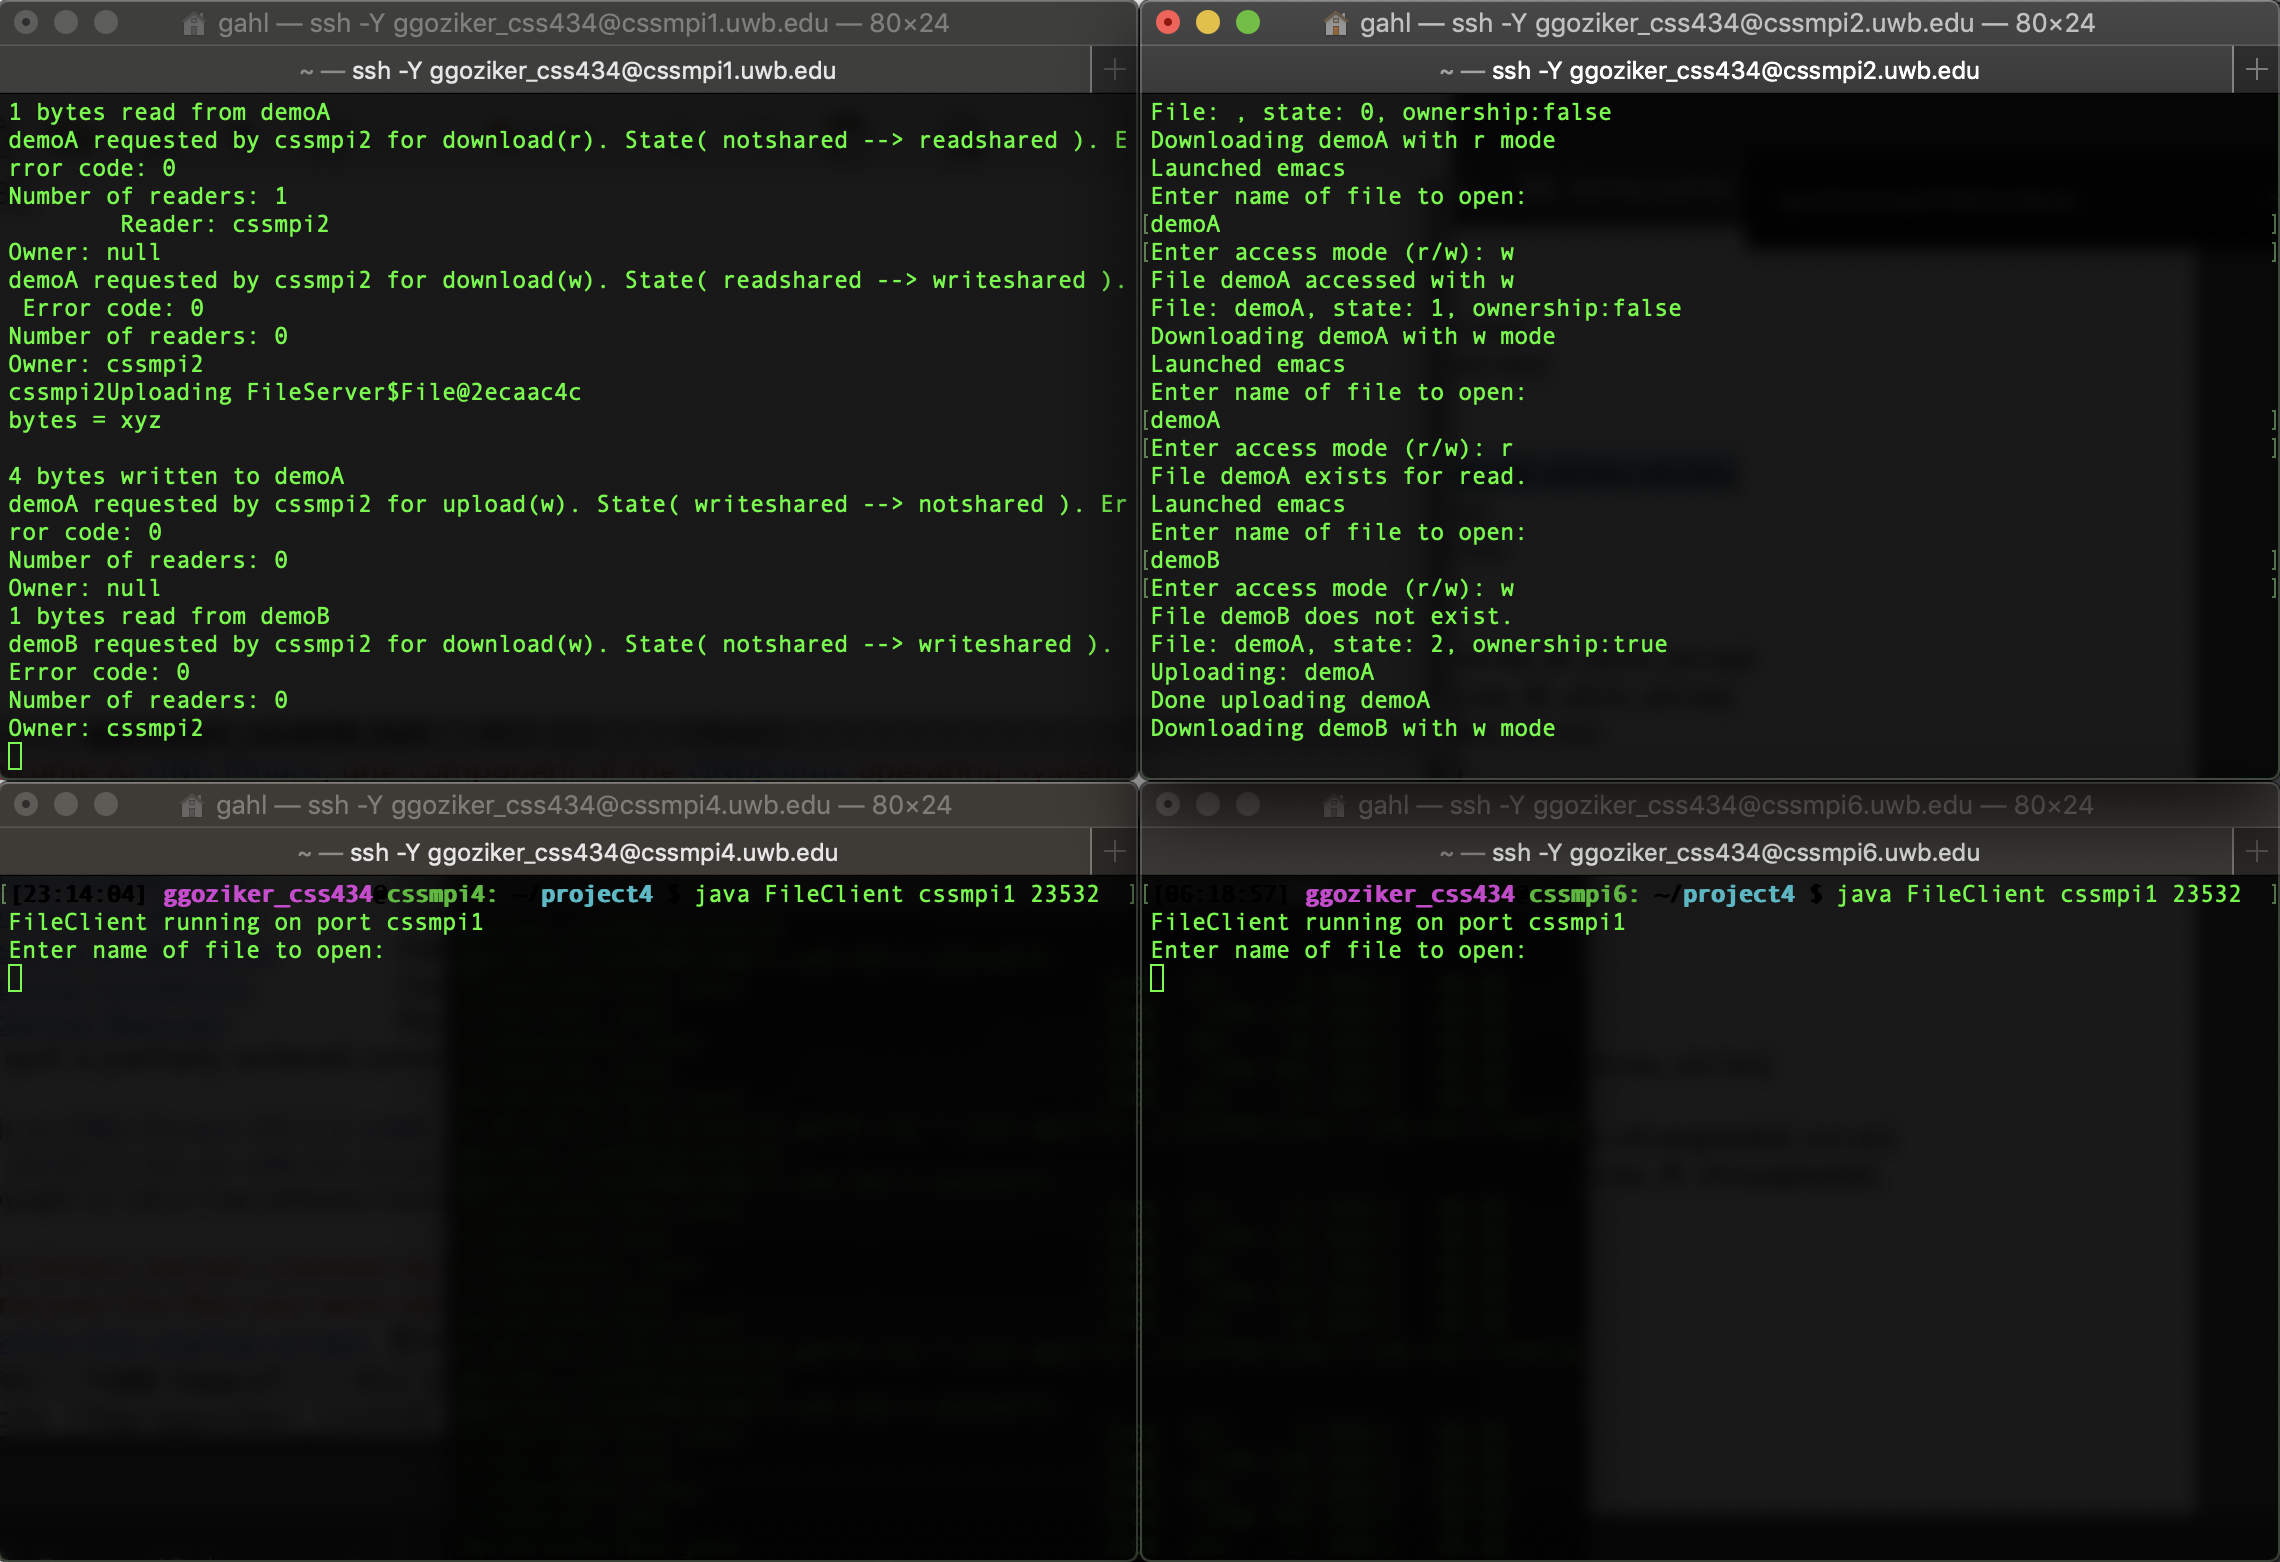 gahl — ssh -Y ggoziker_css434@cssmpi1.uwb.edu — 80×24
~ — ssh -Y ggoziker_css434@cssmpi1.uwb.edu
1 bytes read from demoA
demoA requested by cssmpi2 for download(r). State( notshared --> readshared ). E
rror code: 0
Number of readers: 1
        Reader: cssmpi2
Owner: null
demoA requested by cssmpi2 for download(w). State( readshared --> writeshared ).
 Error code: 0
Number of readers: 0
Owner: cssmpi2
cssmpi2Uploading FileServer$File@2ecaac4c
bytes = xyz

4 bytes written to demoA
demoA requested by cssmpi2 for upload(w). State( writeshared --> notshared ). Er
ror code: 0
Number of readers: 0
Owner: null
1 bytes read from demoB
demoB requested by cssmpi2 for download(w). State( notshared --> writeshared ).
Error code: 0
Number of readers: 0
Owner: cssmpi2
gahl — ssh -Y ggoziker_css434@cssmpi2.uwb.edu — 80×24
~ — ssh -Y ggoziker_css434@cssmpi2.uwb.edu
File: , state: 0, ownership:false
Downloading demoA with r mode
Launched emacs
Enter name of file to open:
[demoA ]
[Enter access mode (r/w): w ]
File demoA accessed with w
File: demoA, state: 1, ownership:false
Downloading demoA with w mode
Launched emacs
Enter name of file to open:
[demoA ]
[Enter access mode (r/w): r ]
File demoA exists for read.
Launched emacs
Enter name of file to open:
[demoB ]
[Enter access mode (r/w): w ]
File demoB does not exist.
File: demoA, state: 2, ownership:true
Uploading: demoA
Done uploading demoA
Downloading demoB with w mode
gahl — ssh -Y ggoziker_css434@cssmpi4.uwb.edu — 80×24
~ — ssh -Y ggoziker_css434@cssmpi4.uwb.edu
[[23:14:04] ggoziker_css434@cssmpi4: ~/project4 $ java FileClient cssmpi1 23532 ]
FileClient running on port cssmpi1
Enter name of file to open:
gahl — ssh -Y ggoziker_css434@cssmpi6.uwb.edu — 80×24
~ — ssh -Y ggoziker_css434@cssmpi6.uwb.edu
[[06:18:57] ggoziker_css434 cssmpi6: ~/project4 $ java FileClient cssmpi1 23532 ]
FileClient running on port cssmpi1
Enter name of file to open: